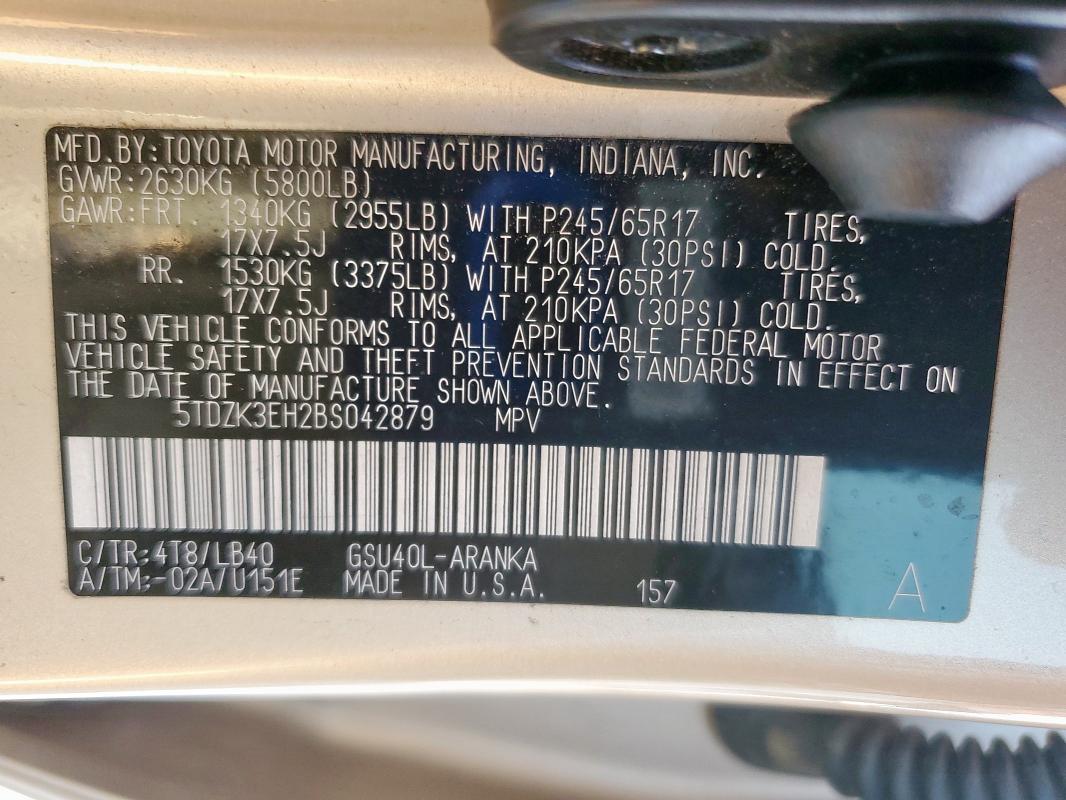 MFD.BY:TOYOTA MOTOR MANUFACTURING, INDIANA, INC.
GVWR:2630KG (5800LB)
GAWR:FRT. 1340KG (2955LB) WITH P245/65R17 TIRES,
17X7.5J RIMS, AT 210KPA (30PSI) COLD.
RR. 1530KG (3375LB) WITH P245/65R17 TIRES,
17X7.5J RIMS, AT 210KPA (30PSI) COLD.
THIS VEHICLE CONFORMS TO ALL APPLICABLE FEDERAL MOTOR
VEHICLE SAFETY AND THEFT PREVENTION STANDARDS IN EFFECT ON
THE DATE OF MANUFACTURE SHOWN ABOVE.
5TDZK3EH2BS042879 MPV
C/TR:4T8/LB40 GSU40L-ARANKA
A/TM:-02A/U151E MADE IN U.S.A. 157 A